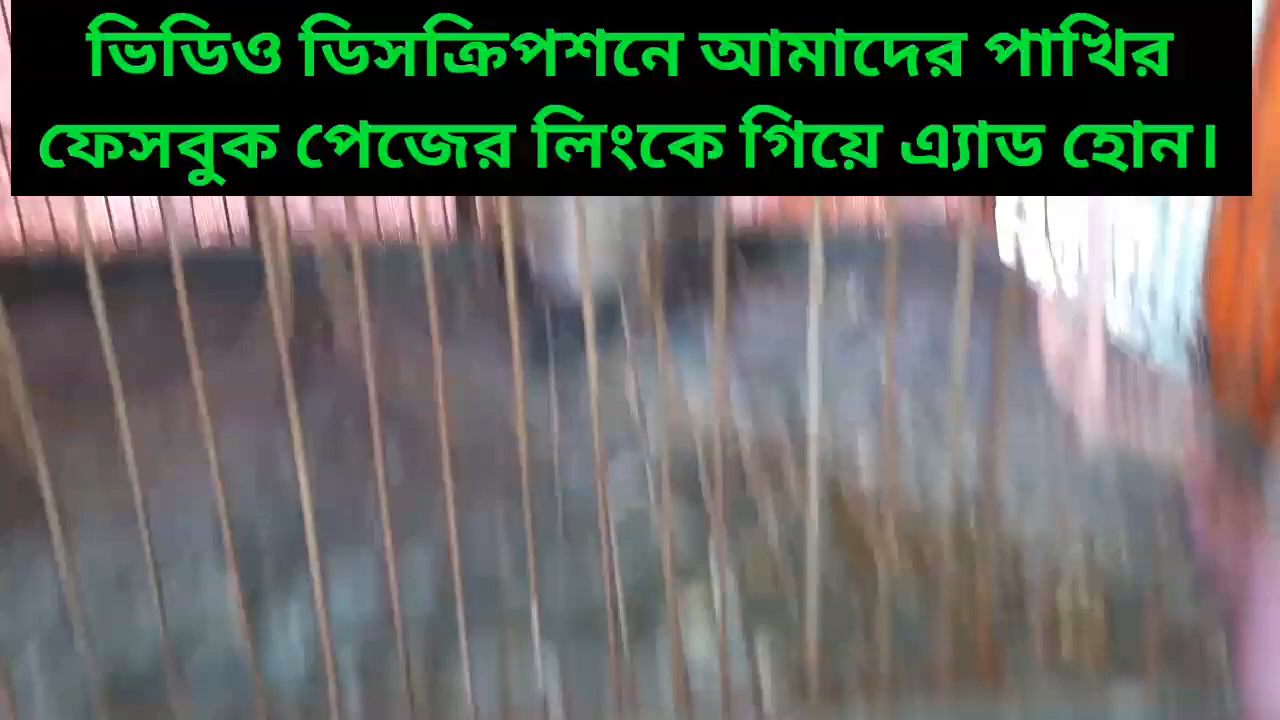 ভিডিও ডিসক্রিপশনে আমাদের পাখির
ফেসবুক পেজের লিংকে গিয়ে এ্যাড হোন।